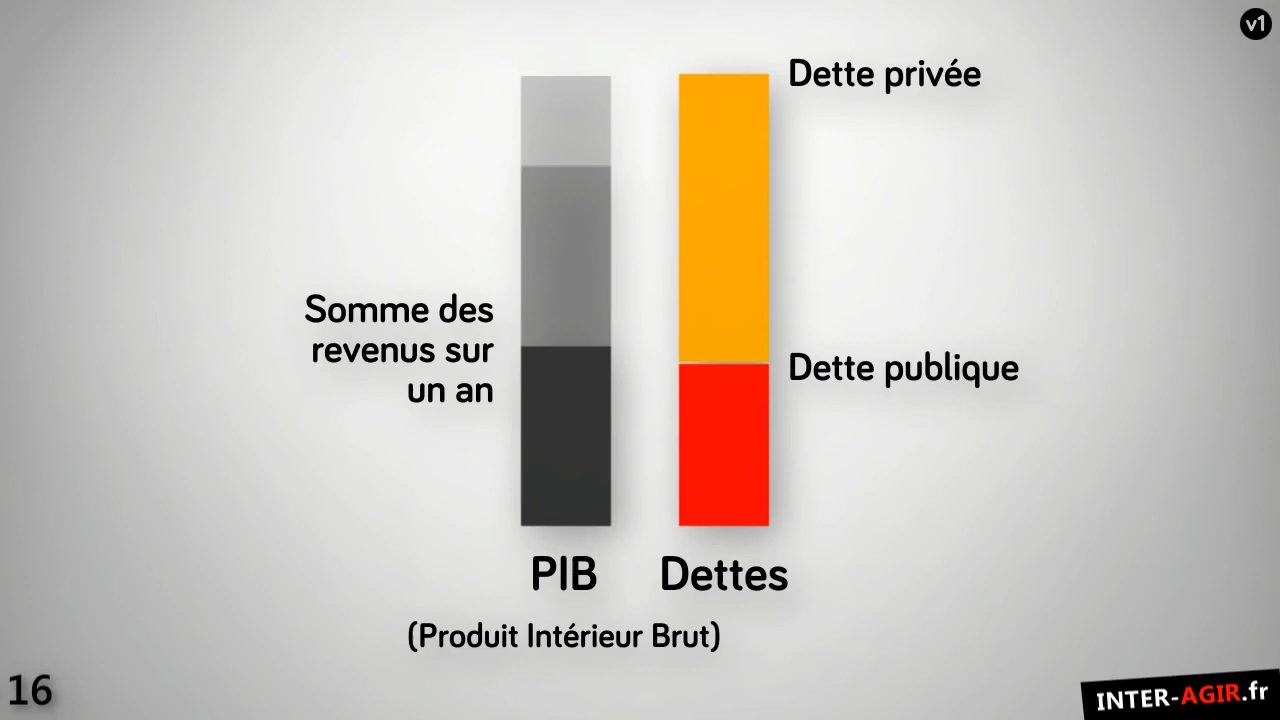 v1
Dette privée
Somme des
revenus sur
un an
Dette publique
PIB
Dettes
(Produit Intérieur Brut)
16
INTER-AGIR.fr